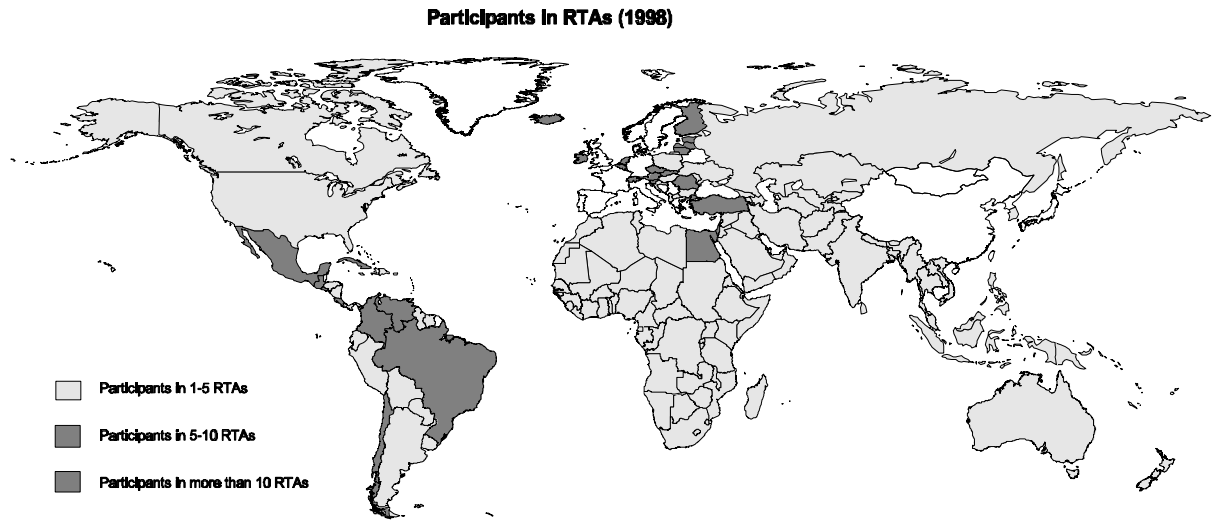 Participants in RTAs (1998)
Participants in 1-5 RTAs
Participants in 5-10 RTAs
Participants in more than 10 RTAs